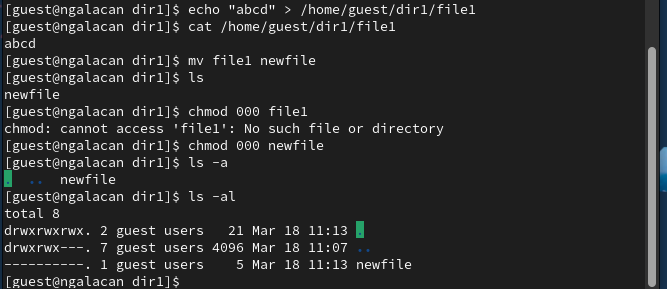 [guest@ngalacan dir1]$ echo "abcd" > /home/guest/dir1/file1
[guest@ngalacan dir1]$ cat /home/guest/dir1/file1
abcd
[guest@ngalacan dir1]$ mv file1 newfile
[guest@ngalacan dir1]$ ls
newfile
[guest@ngalacan dir1]$ chmod 000 file1
chmod: cannot access 'file1': No such file or directory
[guest@ngalacan dir1]$ chmod 000 newfile
[guest@ngalacan dir1]$ ls -a
.  ..  newfile
[guest@ngalacan dir1]$ ls -al
total 8
drwxrwxrwx. 2 guest users   21 Mar 18 11:13 .
drwxrwx---. 7 guest users 4096 Mar 18 11:07 ..
----------. 1 guest users    5 Mar 18 11:13 newfile
[guest@ngalacan dir1]$